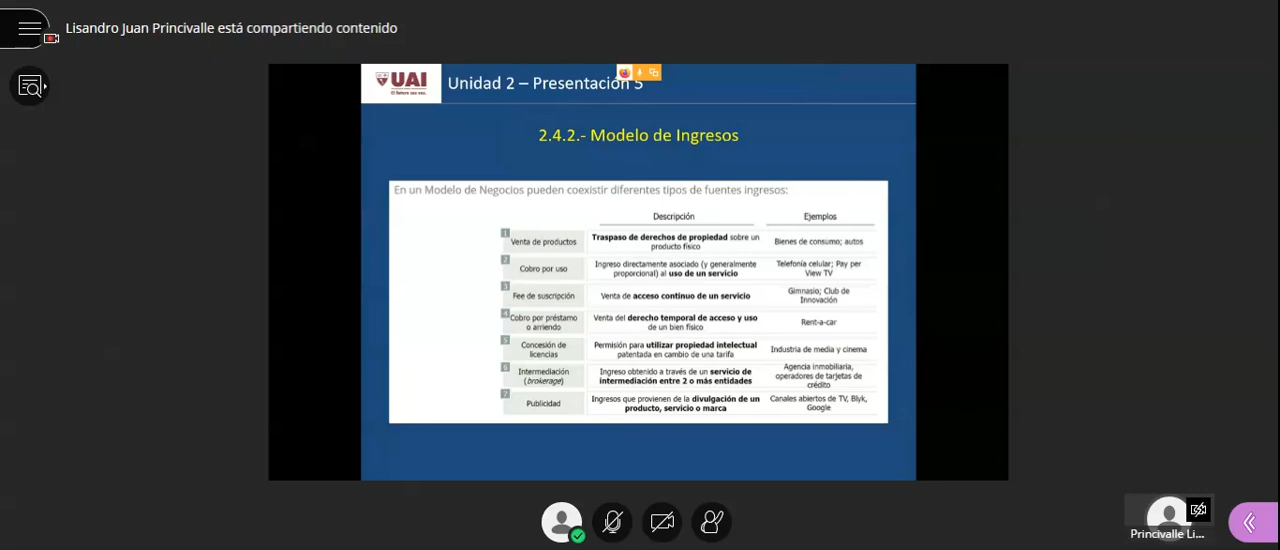 Lisandro Juan Princivalle está compartiendo contenido
UAI
El futuro sos vos.
Unidad 2 – Presentación 5
2.4.2.- Modelo de Ingresos
En un Modelo de Negocios pueden coexistir diferentes tipos de fuentes ingresos:
Descripción
Ejemplos
1
Venta de productos
Traspaso de derechos de propiedad sobre un
producto físico
Bienes de consumo; autos
2
Cobro por uso
Ingreso directamente asociado (y generalmente
proporcional) al uso de un servicio
Telefonía celular; Pay per
View TV
3
Fee de suscripción
Venta de acceso continuo de un servicio
Gimnasio; Club de
Innovación
4
Cobro por préstamo
o arriendo
Venta del derecho temporal de acceso y uso
de un bien físico
Rent-a-car
5
Concesión de
licencias
Permisión para utilizar propiedad intelectual
patentada en cambio de una tarifa
Industria de media y cinema
6
Intermediación
(brokerage)
Ingreso obtenido a través de un servicio de
intermediación entre 2 o más entidades
Agencia inmobiliaria,
operadores de tarjetas de
crédito
7
Publicidad
Ingresos que provienen de la divulgación de un
producto, servicio o marca
Canales abiertos de TV, Blyk,
Google
Princivalle Li...